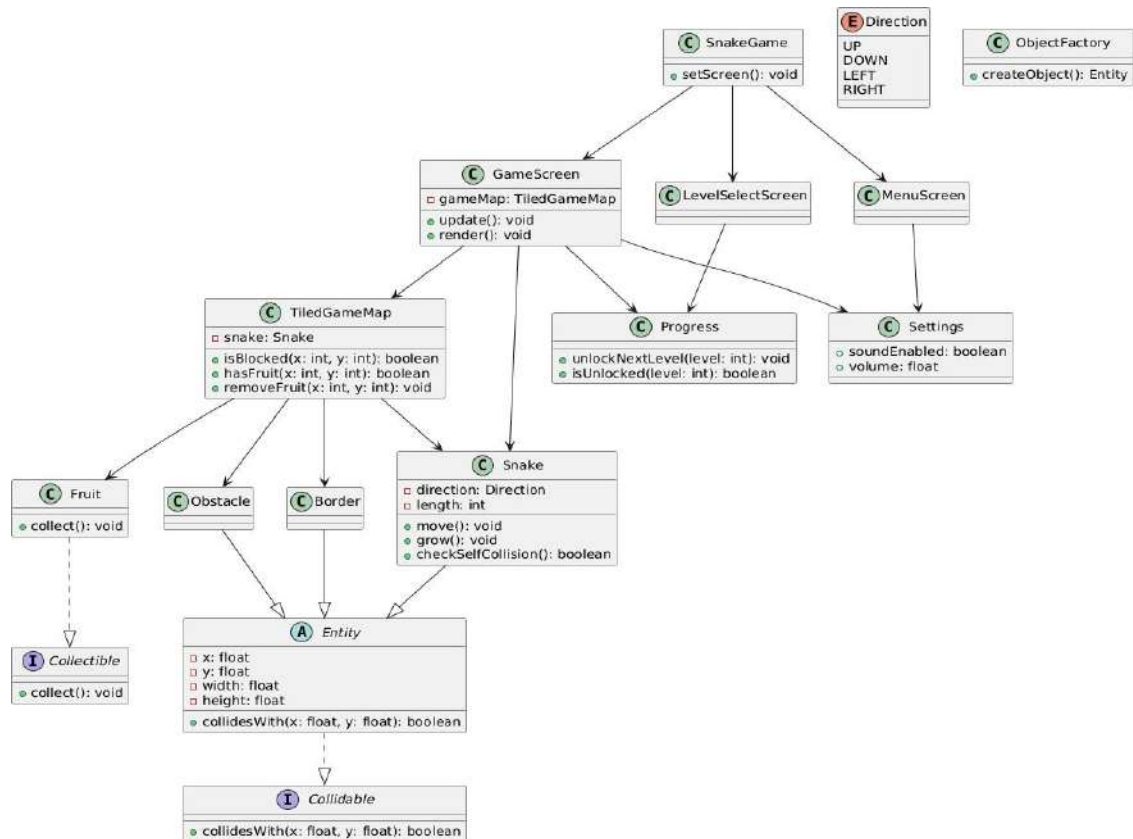 C SnakeGame
setScreen(): void
E Direction
UP
DOWN
LEFT
RIGHT
C ObjectFactory
createObject(): Entity
C GameScreen
gameMap: TiledGameMap
update(): void
render(): void
C LevelSelectScreen
C MenuScreen
C TiledGameMap
snake: Snake
isBlocked(x: int, y: int): boolean
hasFruit(x: int, y: int): boolean
removeFruit(x: int, y: int): void
C Progress
unlockNextLevel(level: int): void
isUnlocked(level: int): boolean
C Settings
soundEnabled: boolean
volume: float
C Fruit
collect(): void
C Obstacle
C Border
C Snake
direction: Direction
length: int
move(): void
grow(): void
checkSelfCollision(): boolean
I Collectible
collect(): void
A Entity
x: float
y: float
width: float
height: float
collidesWith(x: float, y: float): boolean
I Collidable
collidesWith(x: float, y: float): boolean